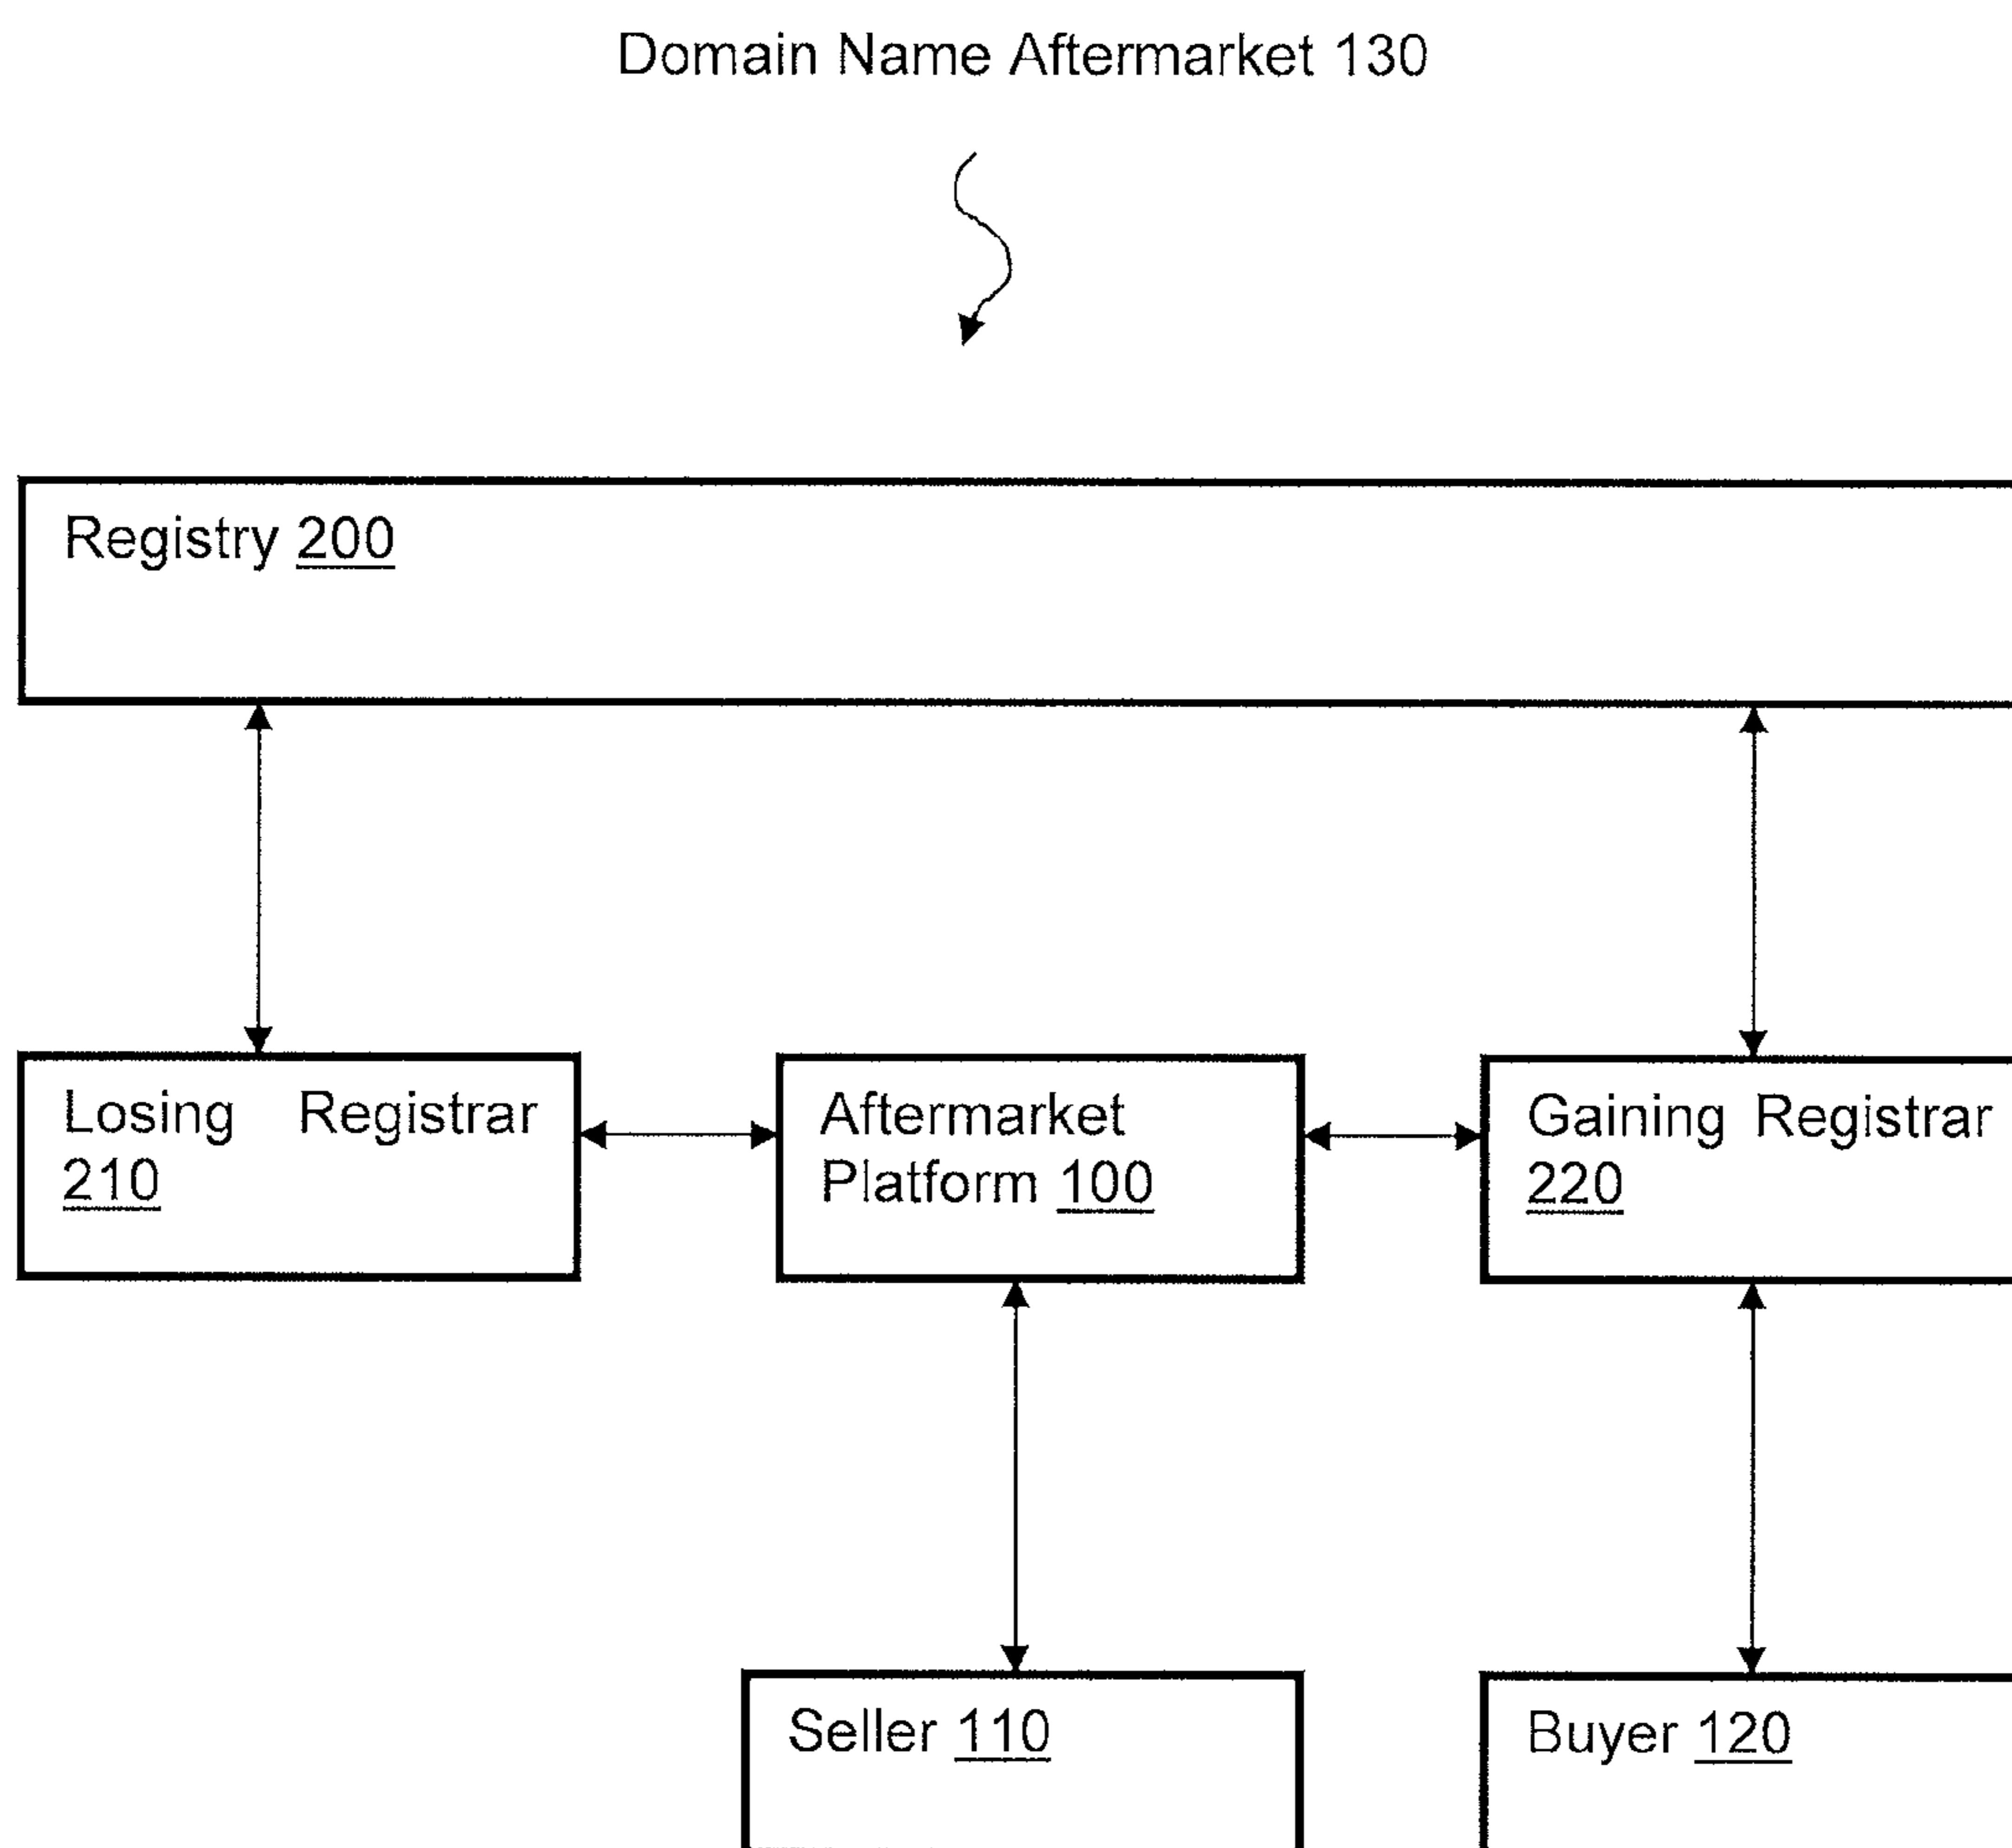 Domain Name Aftermarket 130
Registry 200
Losing Registrar
210
Aftermarket
Platform 100
Gaining Registrar
220
Seller 110
Buyer 120